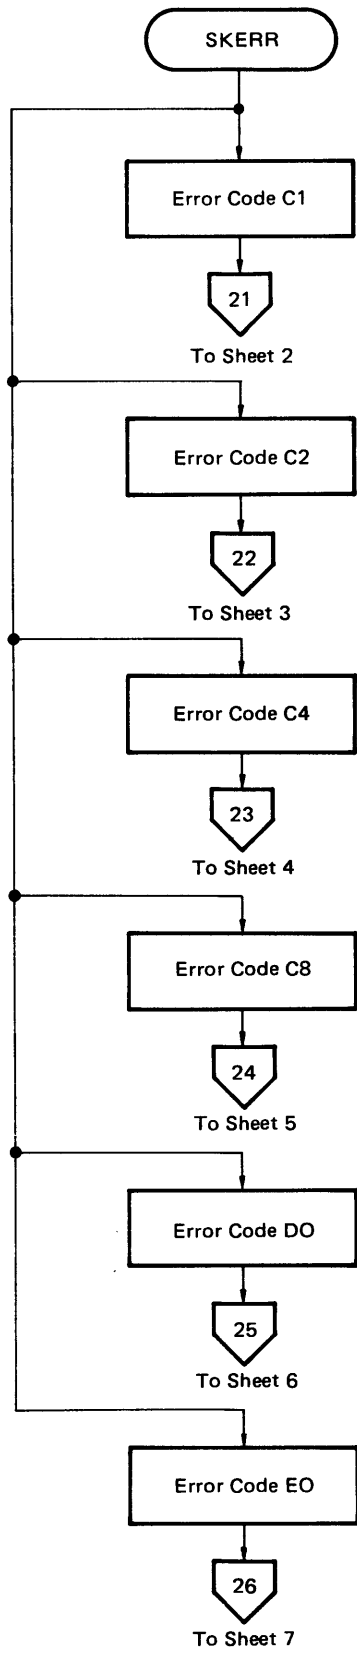 SKERR
Error Code C1
21
To Sheet 2
Error Code C2
22
To Sheet 3
Error Code C4
23
To Sheet 4
Error Code C8
24
To Sheet 5
Error Code DO
25
To Sheet 6
Error Code EO
26
To Sheet 7